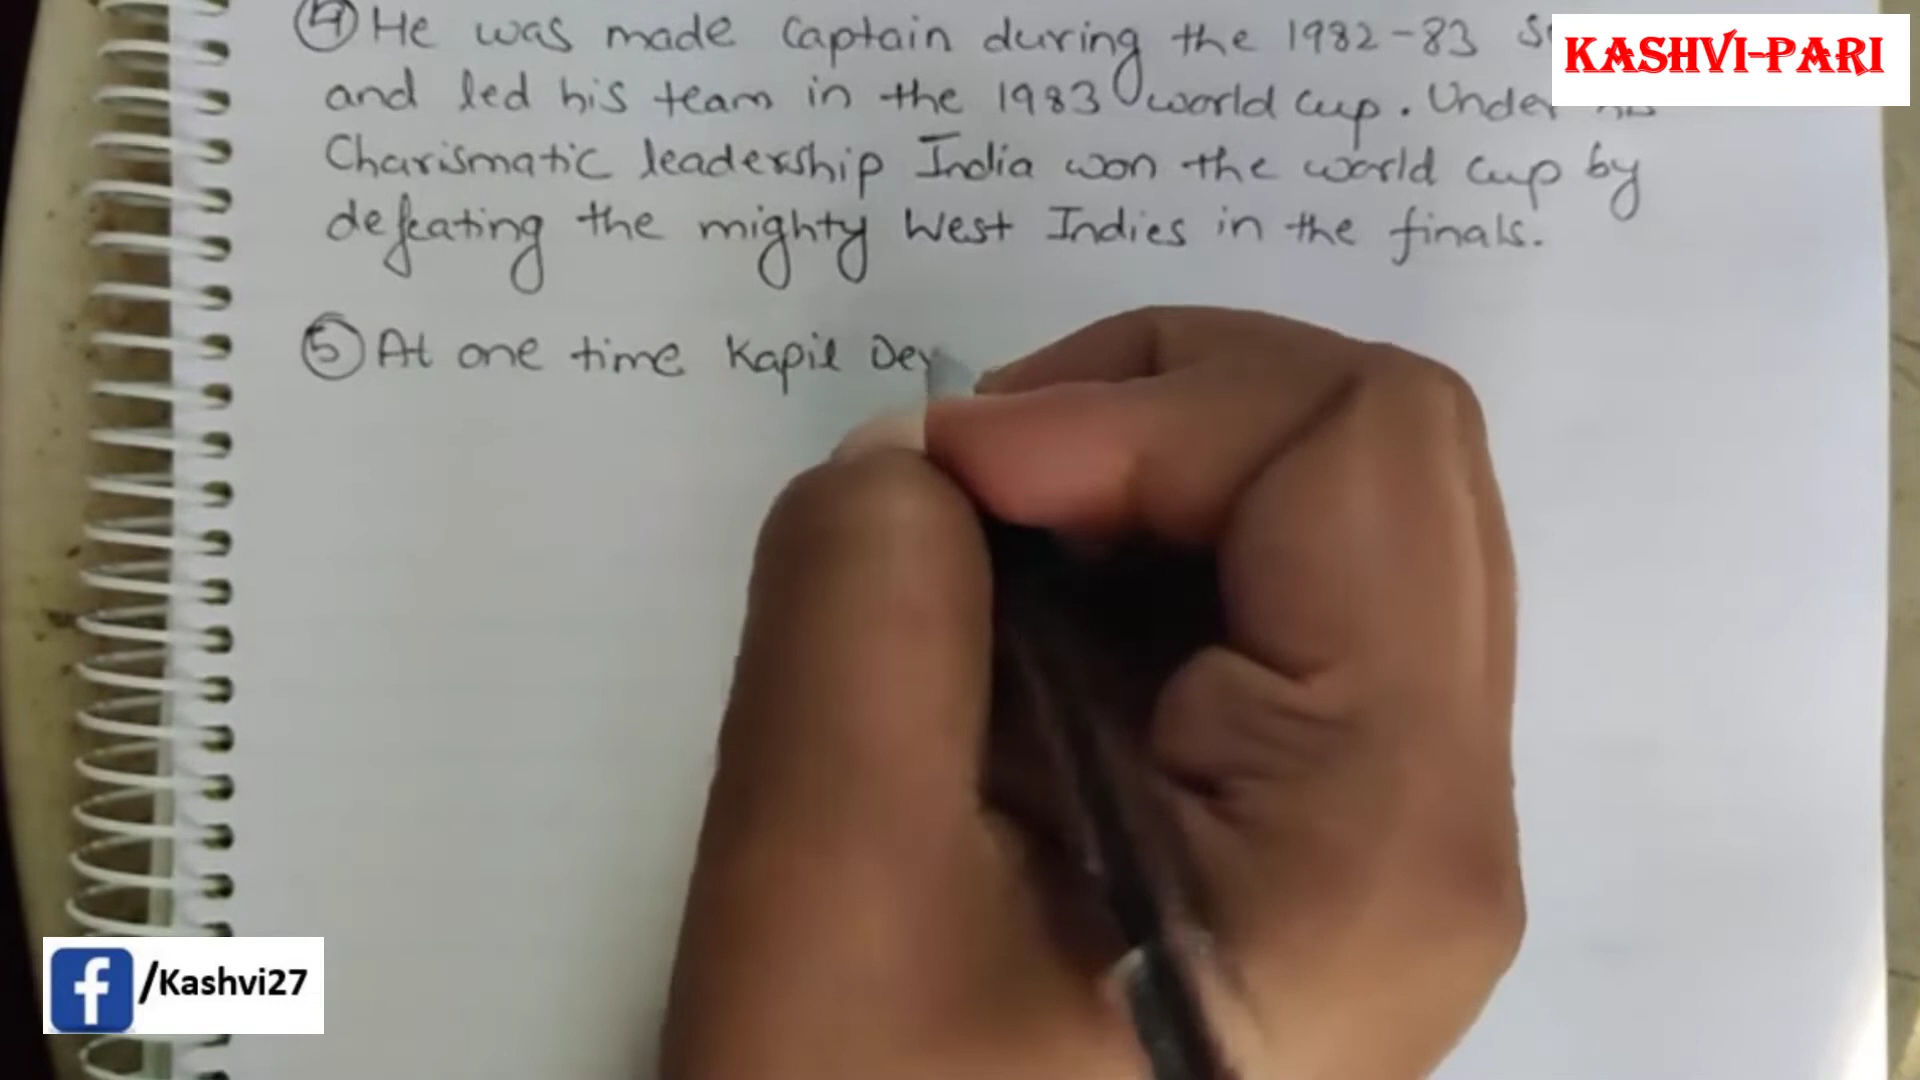 ④ He was made Captain during the 1982-83
KASHVI-PARI
and led his team in the 1983 world cup. Under
Charismatic leadership India won the world cup by
defeating the mighty West Indies in the finals.
⑤ At one time Kapil Dev
/Kashvi27